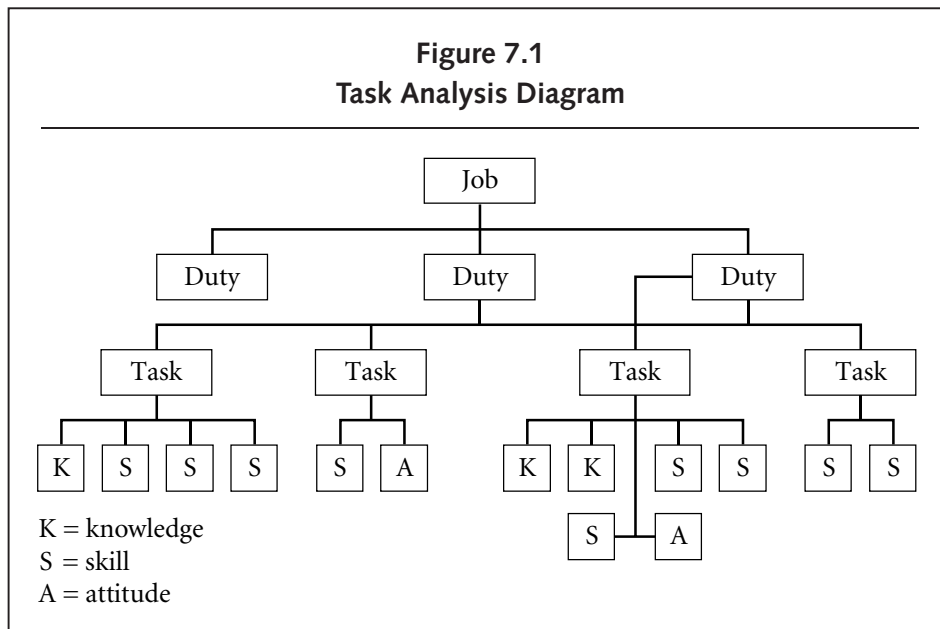 Figure 7.1
Task Analysis Diagram
Job
Duty Duty Duty
Task Task Task Task
K S S S S A K K S S S S
S A
K = knowledge
S = skill
A = attitude